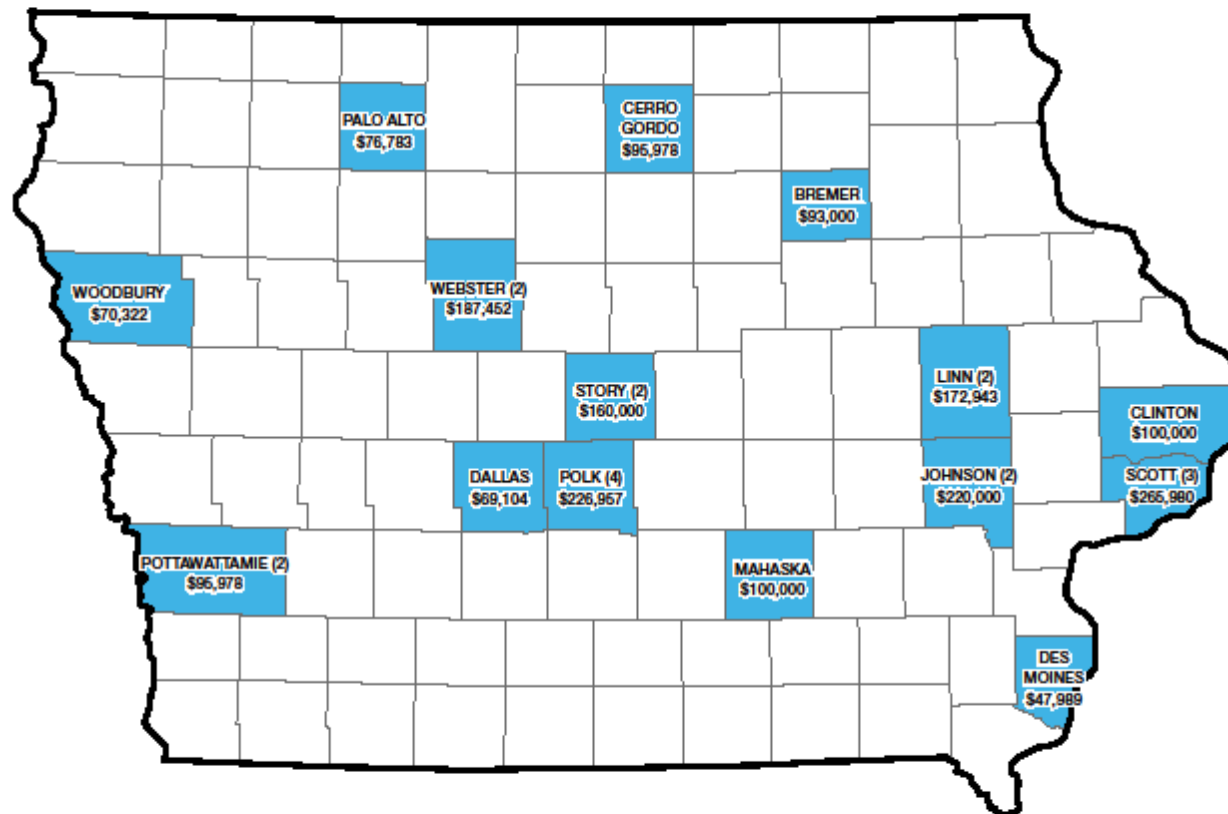 PALO ALTO
$76,783
CERRO
GORDO
$95,978
BREMER
$93,000
WOODBURY
$70,322
WEBSTER (2)
$187,452
STORY (2)
$160,000
LINN (2)
$172,943
CLINTON
$100,000
DALLAS
$69,104
POLK (4)
$226,957
JOHNSON (2)
$220,000
SCOTT (3)
$265,980
POTTAWATTAMIE (2)
$95,978
MAHASKA
$100,000
DES
MOINES
$47,989